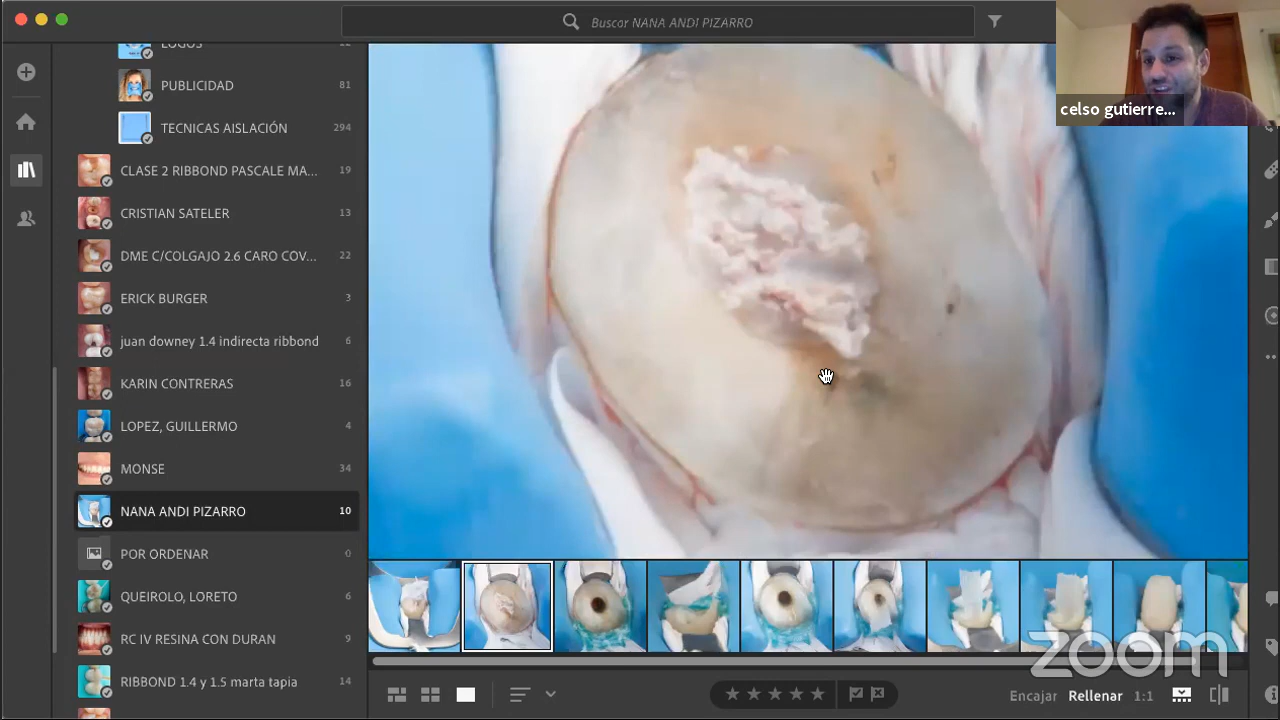 Buscar NANA ANDI PIZARRO
celso gutierre...
LOGOS
PUBLICIDAD 81
TECNICAS AISLACIÓN 294
CLASE 2 RIBBOND PASCALE MA... 19
CRISTIAN SATELER 13
DME C/COLGAJO 2.6 CARO COV... 22
ERICK BURGER 3
juan downey 1.4 indirecta ribbond 6
KARIN CONTRERAS 16
LOPEZ, GUILLERMO 4
MONSE 34
NANA ANDI PIZARRO 10
POR ORDENAR 0
QUEIROLO, LORETO 6
RC IV RESINA CON DURAN 9
RIBBOND 1.4 y 1.5 marta tapia 14
zoom
Encajar Rellenar 1:1